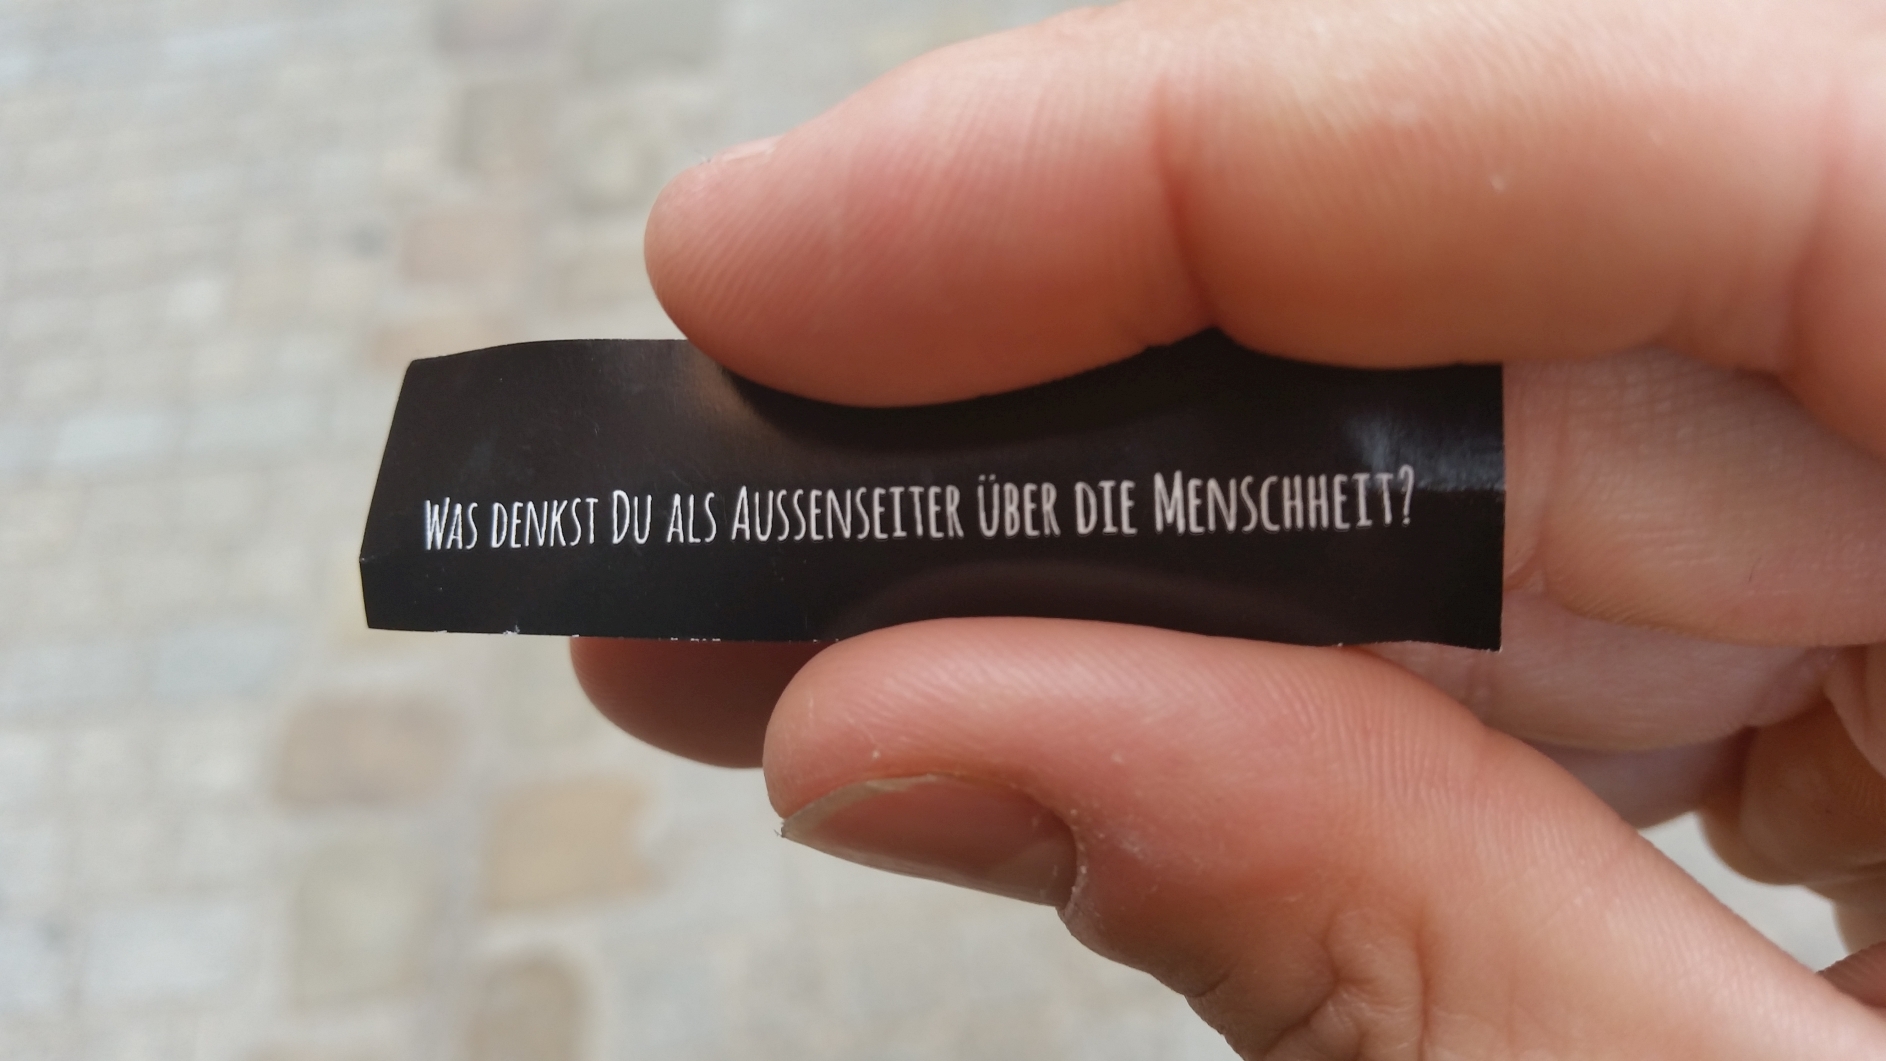 Was denkst Du als Aussenseiter über die Menschheit?